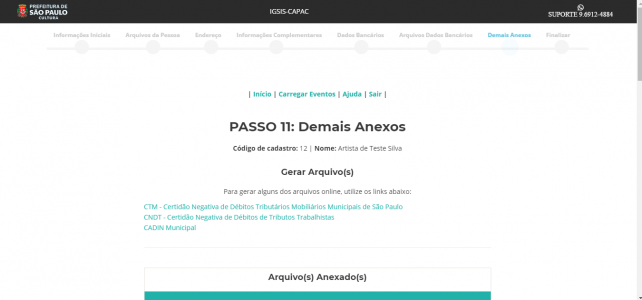 PREFEITURA DE
SÃO PAULO
CULTURA
IGSIS-CAPAC
SUPORTE 9.6912-4884
Informações Iniciais
Arquivos da Pessoa
Endereço
Informações Complementares
Dados Bancários
Arquivos Dados Bancários
Demais Anexos
Finalizar
| Início | Carregar Eventos | Ajuda | Sair |
PASSO 11: Demais Anexos
Código de cadastro: 12 | Nome: Artista de Teste Silva
Gerar Arquivo(s)
Para gerar alguns dos arquivos online, utilize os links abaixo:
CTM - Certidão Negativa de Débitos Tributários Mobiliários Municipais de São Paulo
CNDT - Certidão Negativa de Débitos de Tributos Trabalhistas
CADIN Municipal
Arquivo(s) Anexado(s)